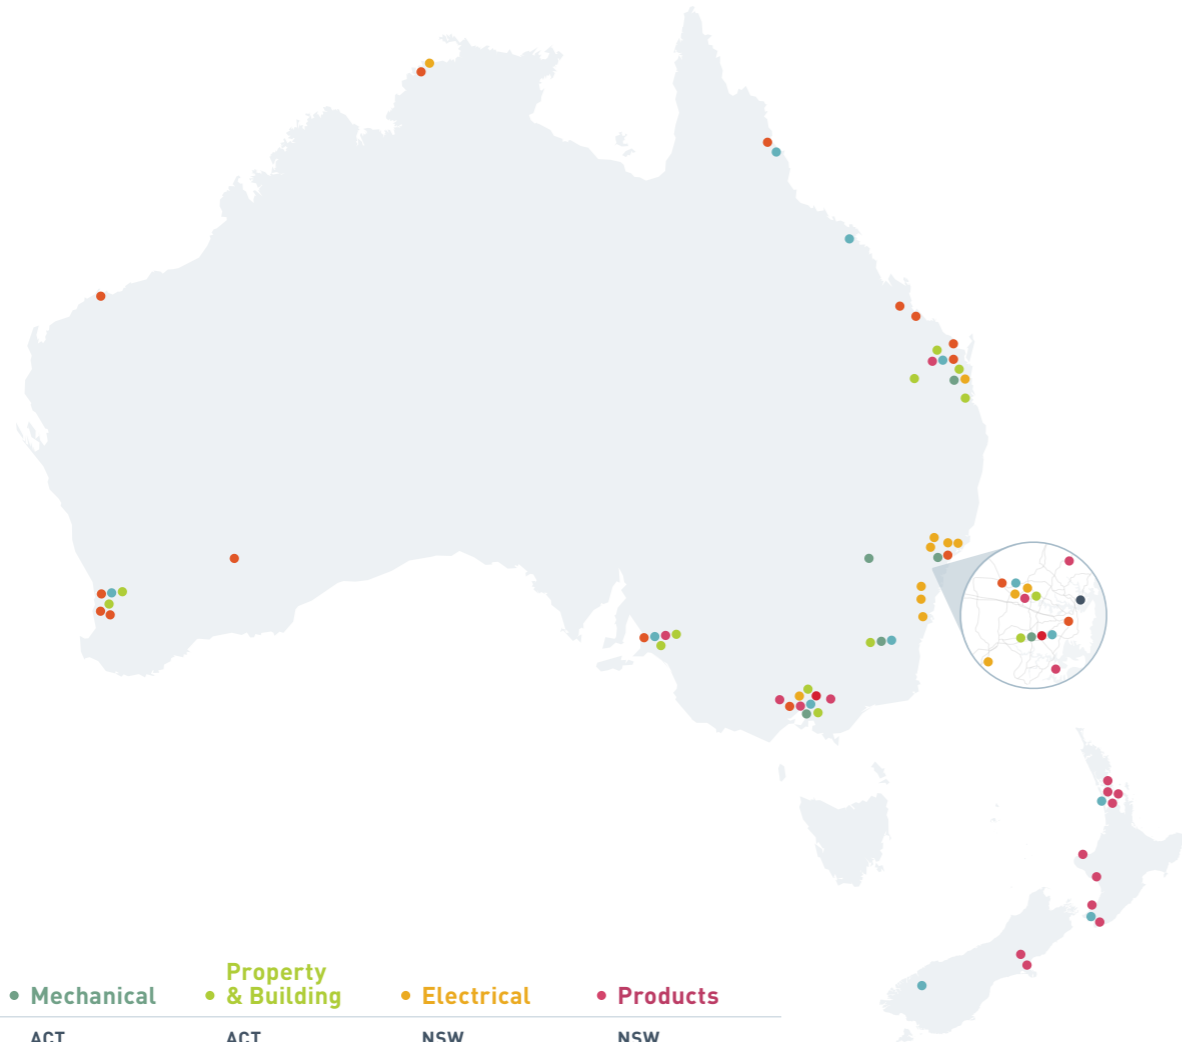 Mechanical
Property
& Building
Electrical
Products
ACT
ACT
NSW
NSW